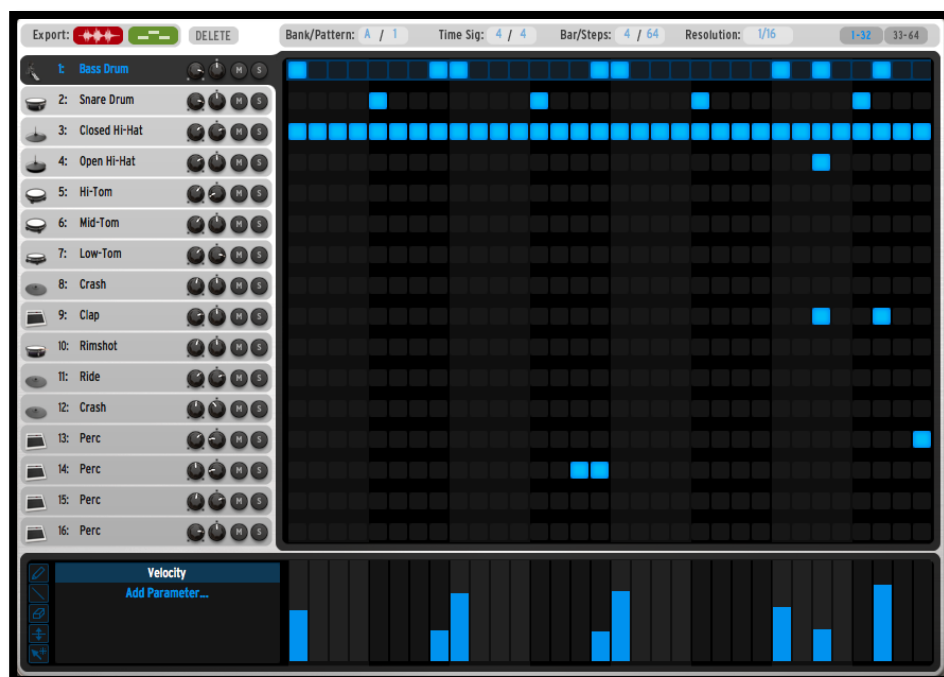 Export: DELETE Bank/Pattern: A / 1 Time Sig: 4 / 4 Bar/Steps: 4 / 64 Resolution: 1/16 1-32 33-64
1: Bass Drum M S
2: Snare Drum M S
3: Closed Hi-Hat M S
4: Open Hi-Hat M S
5: Hi-Tom M S
6: Mid-Tom M S
7: Low-Tom M S
8: Crash M S
9: Clap M S
10: Rimshot M S
11: Ride M S
12: Crash M S
13: Perc M S
14: Perc M S
15: Perc M S
16: Perc M S
Velocity
Add Parameter...